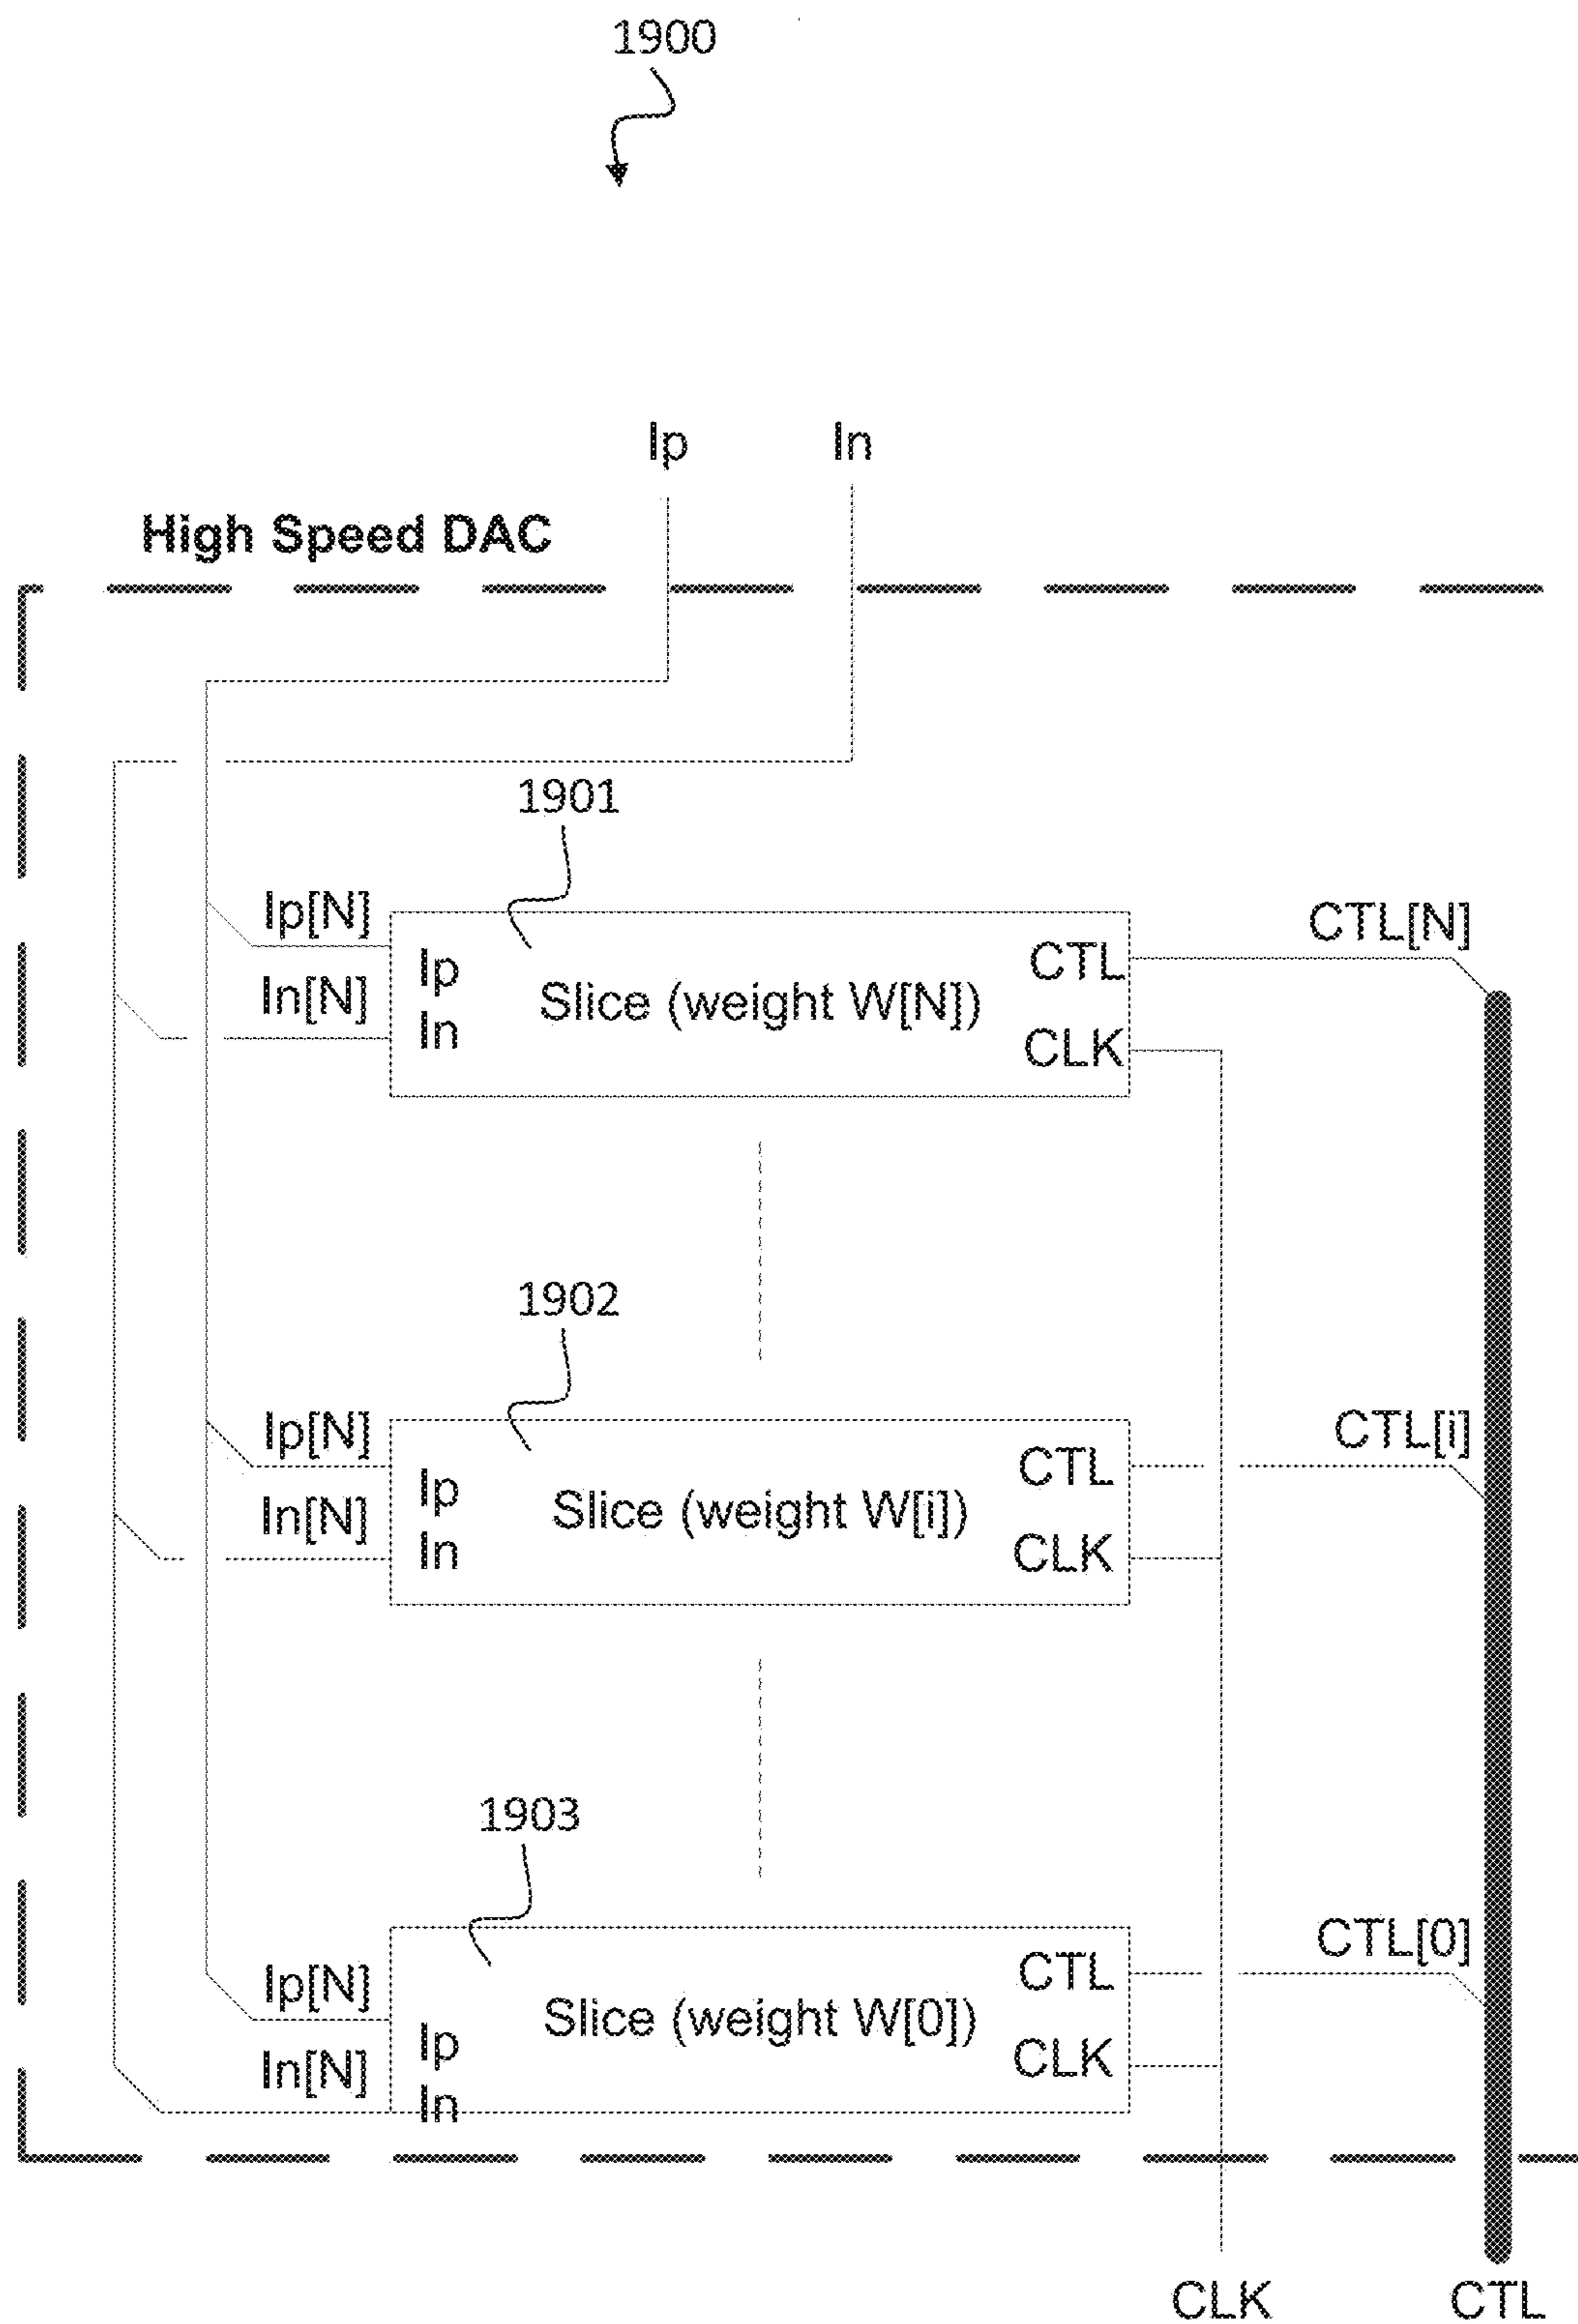 1900
Ip In
High Speed DAC
1901
Ip[N]
In[N]
Ip
In
Slice (weight W[N])
CTL
CLK
CTL[N]
1902
Ip[N]
In[N]
Ip
In
Slice (weight W[i])
CTL
CLK
CTL[i]
1903
Ip[N]
In[N]
Ip
In
Slice (weight W[0])
CTL
CLK
CTL[0]
CLK CTL